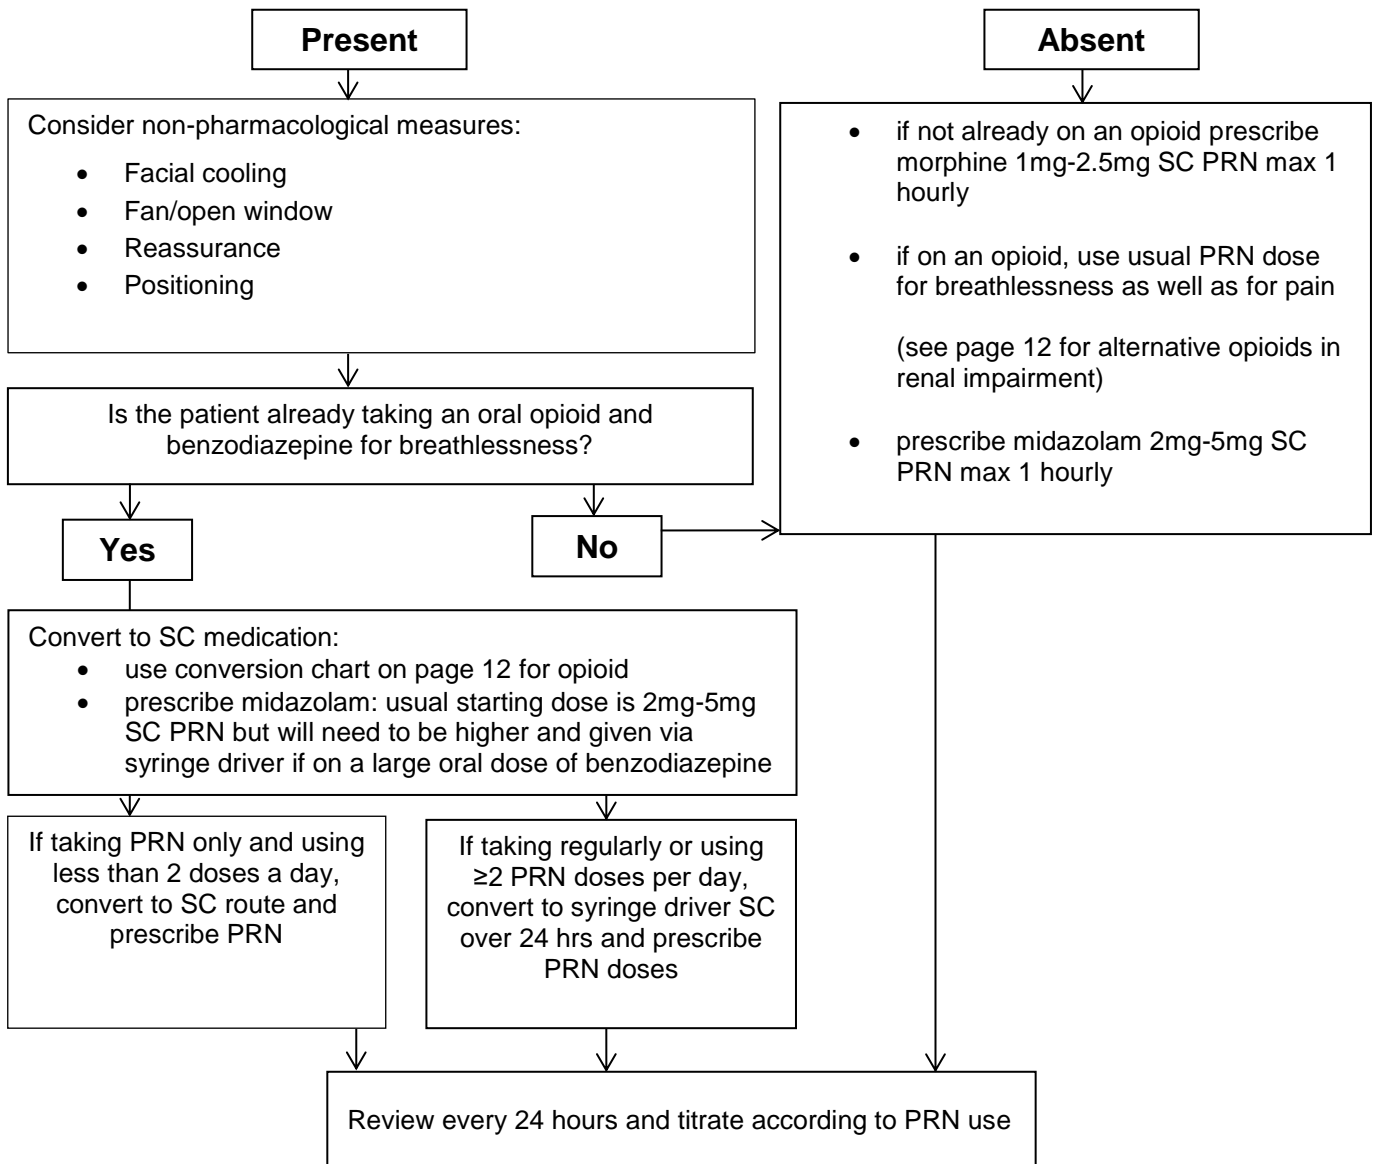 Present
Absent
Consider non-pharmacological measures:
• Facial cooling
• Fan/open window
• Reassurance
• Positioning
• if not already on an opioid prescribe
morphine 1mg-2.5mg SC PRN max 1
hourly
• if on an opioid, use usual PRN dose
for breathlessness as well as for pain
(see page 12 for alternative opioids in
renal impairment)
• prescribe midazolam 2mg-5mg SC
PRN max 1 hourly
Is the patient already taking an oral opioid and
benzodiazepine for breathlessness?
Yes
No
Convert to SC medication:
• use conversion chart on page 12 for opioid
• prescribe midazolam: usual starting dose is 2mg-5mg
SC PRN but will need to be higher and given via
syringe driver if on a large oral dose of benzodiazepine
If taking PRN only and using
less than 2 doses a day,
convert to SC route and
prescribe PRN
If taking regularly or using
≥2 PRN doses per day,
convert to syringe driver SC
over 24 hrs and prescribe
PRN doses
Review every 24 hours and titrate according to PRN use